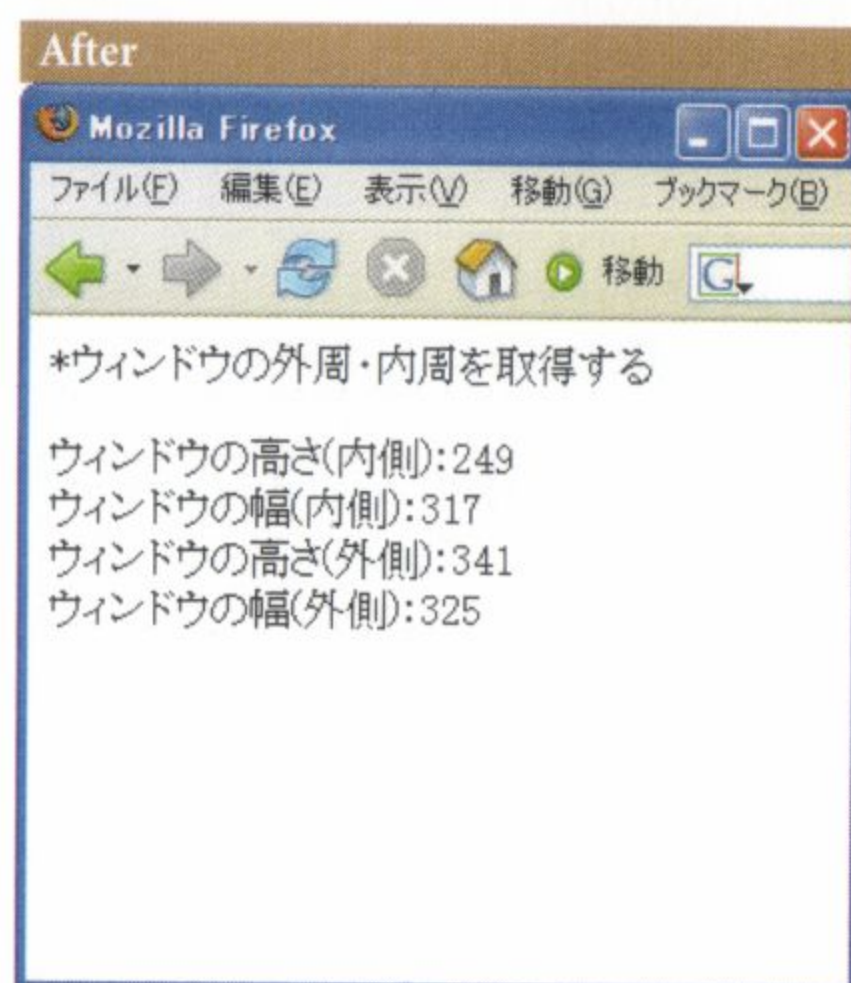 After
Mozilla Firefox
ファイル(F) 編集(E) 表示(V) 移動(G) ブックマーク(B)
移動 G
*ウィンドウの外周・内周を取得する
ウィンドウの高さ(内側):249
ウィンドウの幅(内側):317
ウィンドウの高さ(外側):341
ウィンドウの幅(外側):325